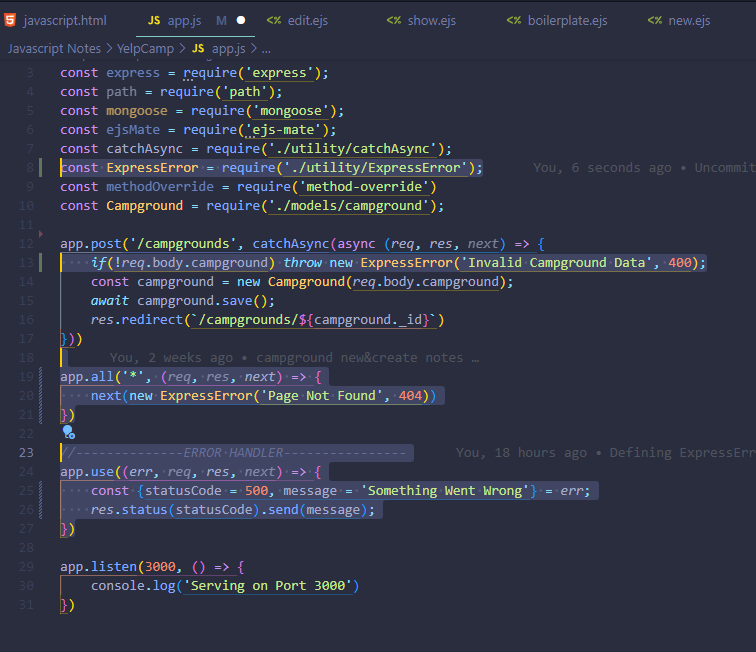 javascript.html JS app.js M edit.ejs show.ejs boilerplate.ejs new.ejs
Javascript Notes > YelpCamp > JS app.js > ...
3 const express = require('express');
4 const path = require('path');
5 const mongoose = require('mongoose');
6 const ejsMate = require('ejs-mate');
7 const catchAsync = require('./utility/catchAsync');
8 const ExpressError = require('./utility/ExpressError'); You, 6 seconds ago • Uncommit
9 const methodOverride = require('method-override')
10 const Campground = require('./models/campground');
11
12 app.post('/campgrounds', catchAsync(async (req, res, next) => {
13 if(!req.body.campground) throw new ExpressError('Invalid Campground Data', 400);
14 const campground = new Campground(req.body.campground);
15 await campground.save();
16 res.redirect(`/campgrounds/${campground._id}`)
17 }))
18 You, 2 weeks ago • campground new&create notes …
19 app.all('*', (req, res, next) => {
20 next(new ExpressError('Page Not Found', 404))
21 })
22
23 //--------------ERROR HANDLER---------------- You, 18 hours ago • Defining ExpressErr
24 app.use((err, req, res, next) => {
25 const {statusCode = 500, message = 'Something Went Wrong'} = err;
26 res.status(statusCode).send(message);
27 })
28
29 app.listen(3000, () => {
30 console.log('Serving on Port 3000')
31 })